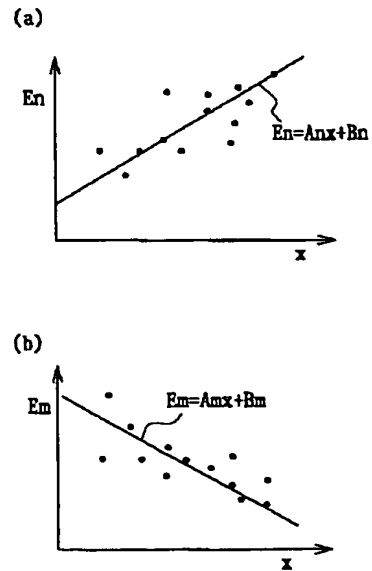 (a)
En
En=Anx+Bn
x
(b)
Em
Em=Amx+Bm
x